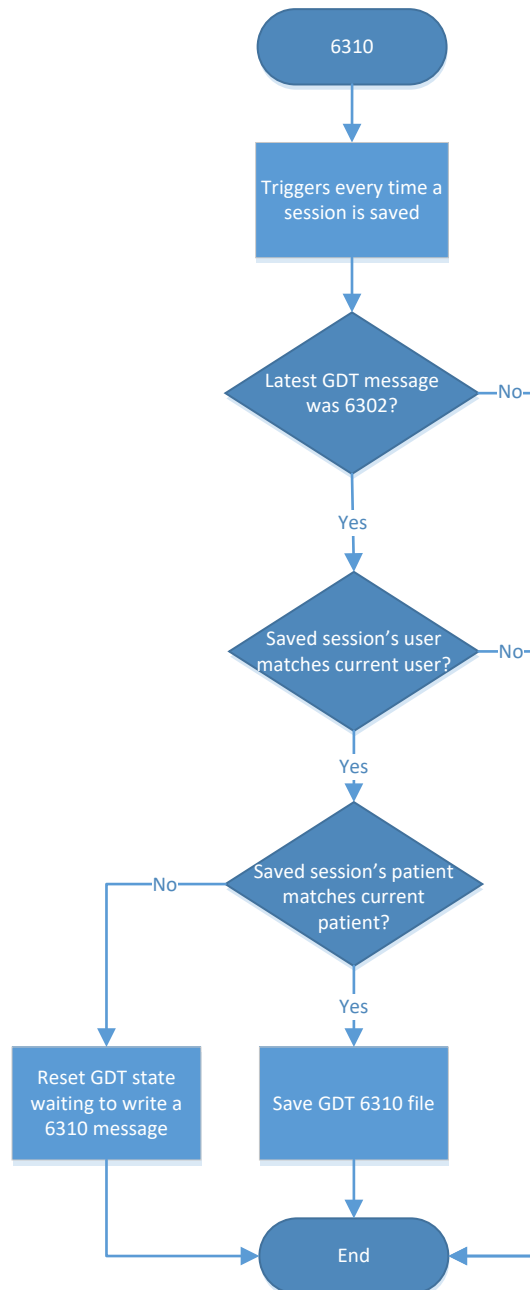 6310
Triggers every time a
session is saved
Latest GDT message
was 6302?
No
Yes
Saved session’s user
matches current user?
No
Yes
Saved session’s patient
matches current
patient?
No
Yes
Reset GDT state
waiting to write a
6310 message
Save GDT 6310 file
End